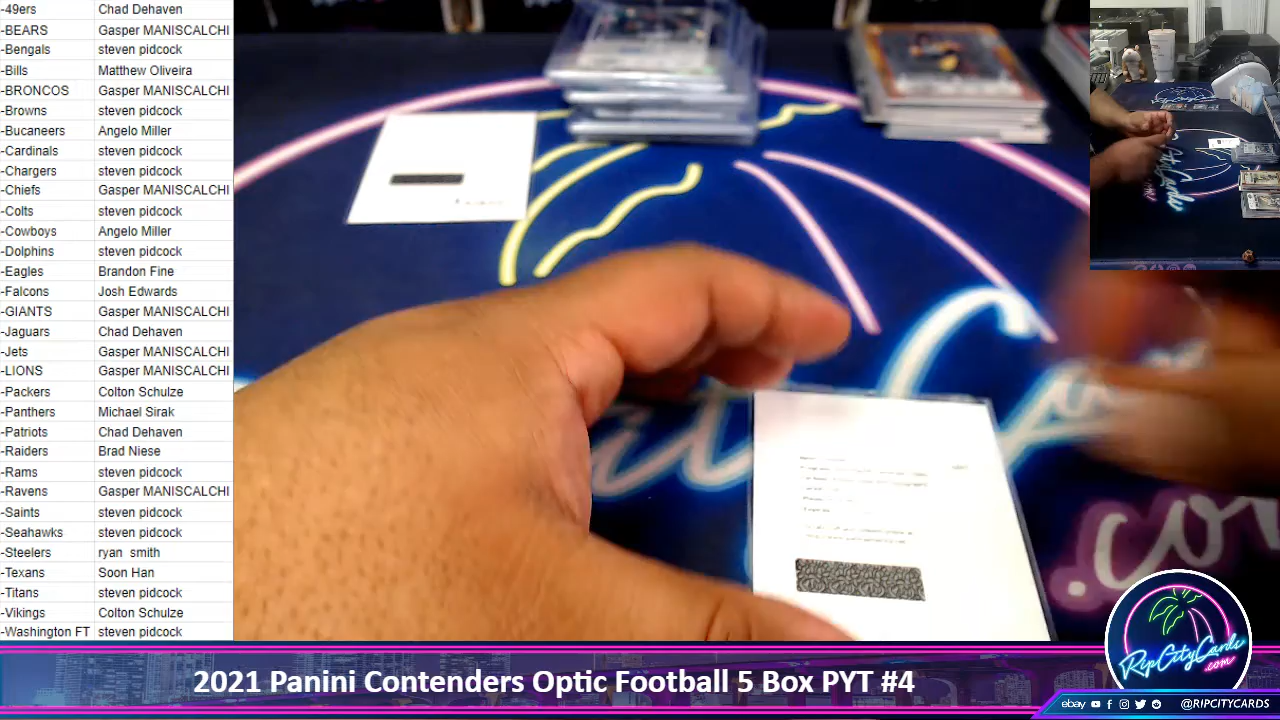 -49ers Chad Dehaven
-BEARS Gasper MANISCALCHI
-Bengals steven pidcock
-Bills Matthew Oliveira
-BRONCOS Gasper MANISCALCHI
-Browns steven pidcock
-Bucaneers Angelo Miller
-Cardinals steven pidcock
-Chargers steven pidcock
-Chiefs Gasper MANISCALCHI
-Colts steven pidcock
-Cowboys Angelo Miller
-Dolphins steven pidcock
-Eagles Brandon Fine
-Falcons Josh Edwards
-GIANTS Gasper MANISCALCHI
-Jaguars Chad Dehaven
-Jets Gasper MANISCALCHI
-LIONS Gasper MANISCALCHI
-Packers Colton Schulze
-Panthers Michael Sirak
-Patriots Chad Dehaven
-Raiders Brad Niese
-Rams steven pidcock
-Ravens Gasper MANISCALCHI
-Saints steven pidcock
-Seahawks steven pidcock
-Steelers ryan smith
-Texans Soon Han
-Titans steven pidcock
-Vikings Colton Schulze
-Washington FT steven pidcock
.co
RipCityCards
.com
2021 Panini Contenders Optic Football 5 Box PYT #4
ebay @RIPCITYCARDS